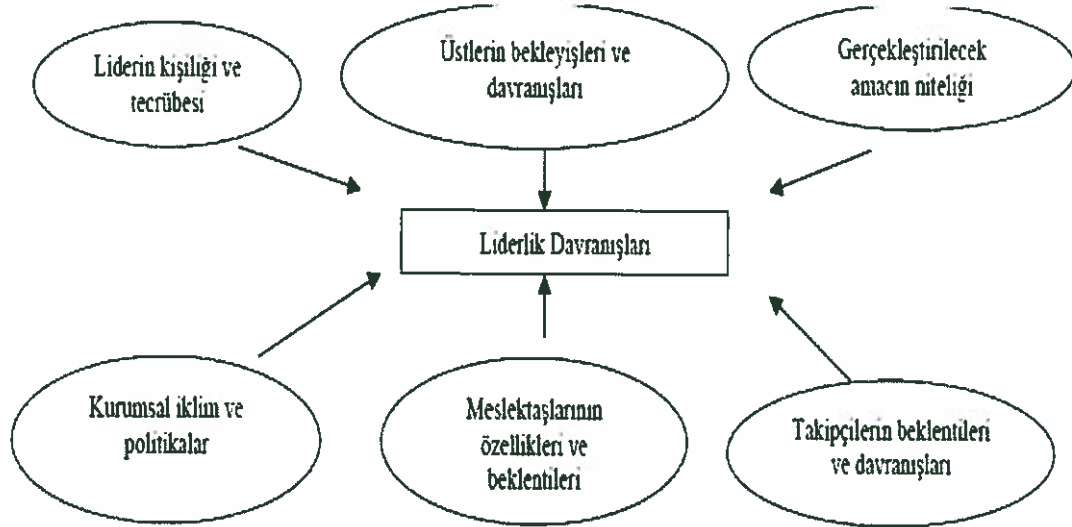 Liderin kişiliği ve
tecrübesi
Üstlerin bekleyişleri ve
davranışları
Gerçekleştirilecek
amacın niteliği
Liderlik Davranışları
Kurumsal iklim ve
politikalar
Meslektaşlarının
özellikleri ve
beklentileri
Takipçilerin beklentileri
ve davranışları